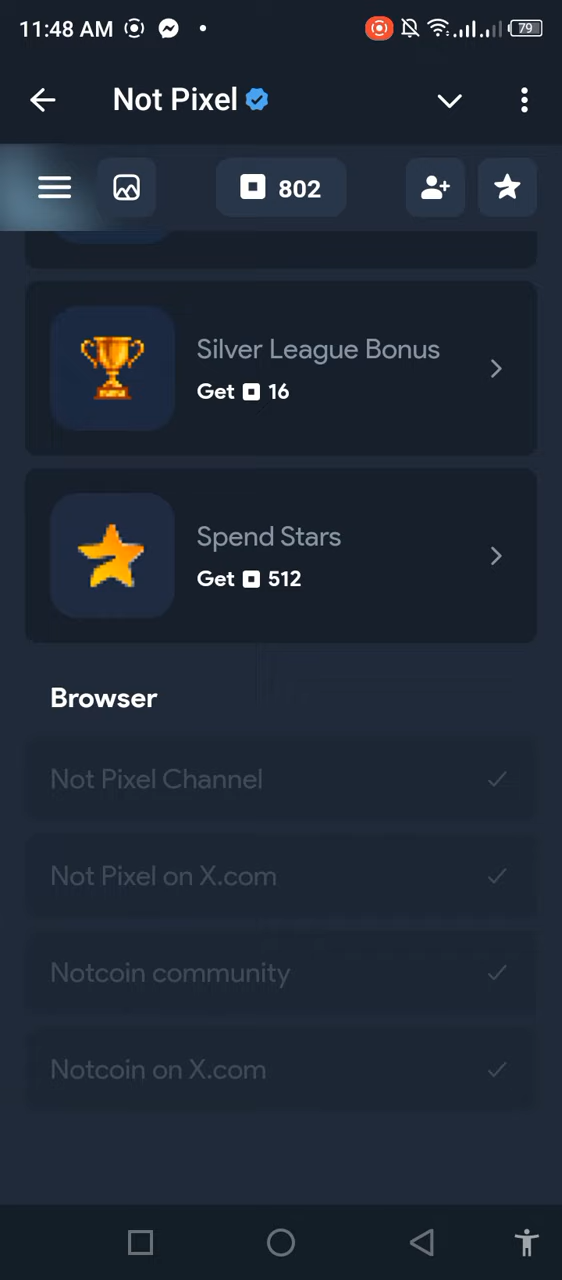 11:48 AM
79
Not Pixel
802
Silver League Bonus
Get 16
Spend Stars
Get 512
Browser
Not Pixel Channel
Not Pixel on X.com
Notcoin community
Notcoin on X.com